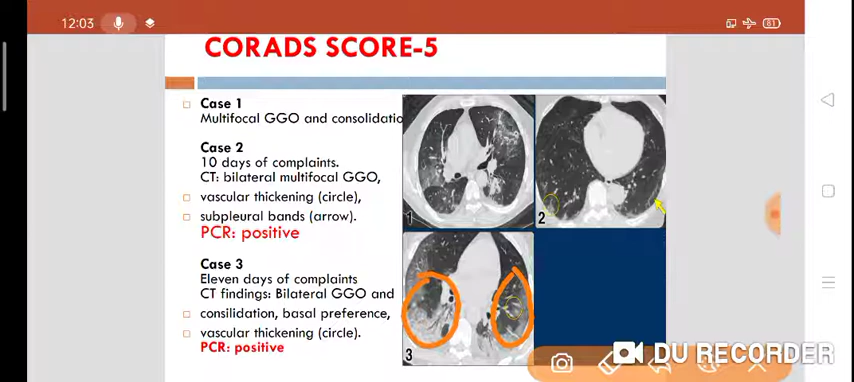 12:03
81
CORADS SCORE-5
Case 1
Multifocal GGO and consolidatio
Case 2
10 days of complaints.
CT: bilateral multifocal GGO,
vascular thickening (circle),
subpleural bands (arrow).
PCR: positive
Case 3
Eleven days of complaints
CT findings: Bilateral GGO and
consilidation, basal preference,
vascular thickening (circle).
PCR: positive
1
2
3
DU RECORDER